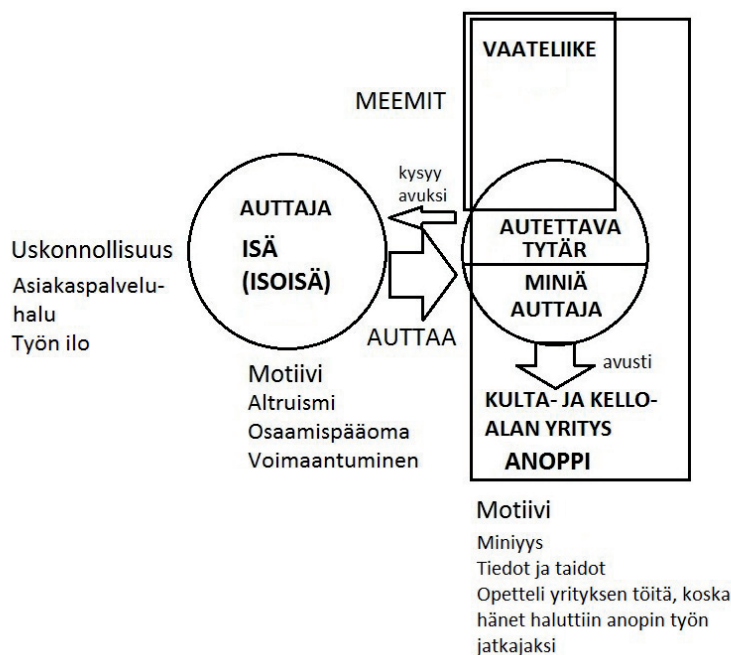 VAATELIIKE
MEEMIT
kysyy
avuksi
AUTTAJA
ISÄ
(ISOISÄ)
AUTETTAVA
TYTÄR
MINIÄ
AUTTAJA
Uskonnollisuus
Asiakaspalvelu-
halu
Työn ilo
AUTTAA
avusti
Motiivi
Altruismi
Osaamispääoma
Voimaantuminen
KULTA- JA KELLO-
ALAN YRITYS
ANOPPI
Motiivi
Miniyys
Tiedot ja taidot
Opetteli yrityksen töitä, koska
hänet haluttiin anopin työn
jatkajaksi